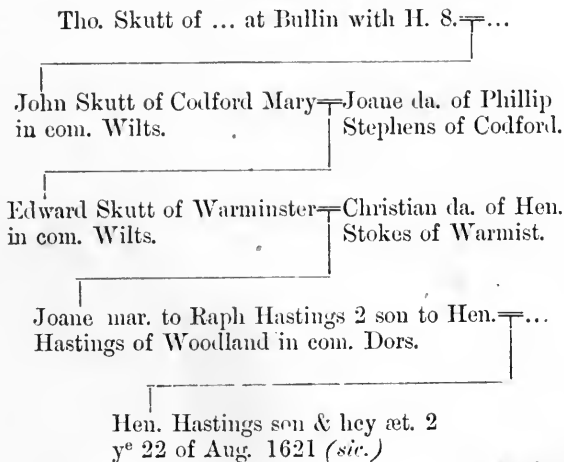 Tho. Skutt of ... at Bullin with H. 8.=...
John Skutt of Codford Mary=Joane da. of Phillip
in com. Wilts. Stephens of Codford.
Edward Skutt of Warminster=Christian da. of Hen.
in com. Wilts. Stokes of Warmist.
Joane mar. to Raph Hastings 2 son to Hen.=...
Hastings of Woodland in com. Dors.
Hen. Hastings son & hey æt. 2
yᵉ 22 of Aug. 1621 (sic.)